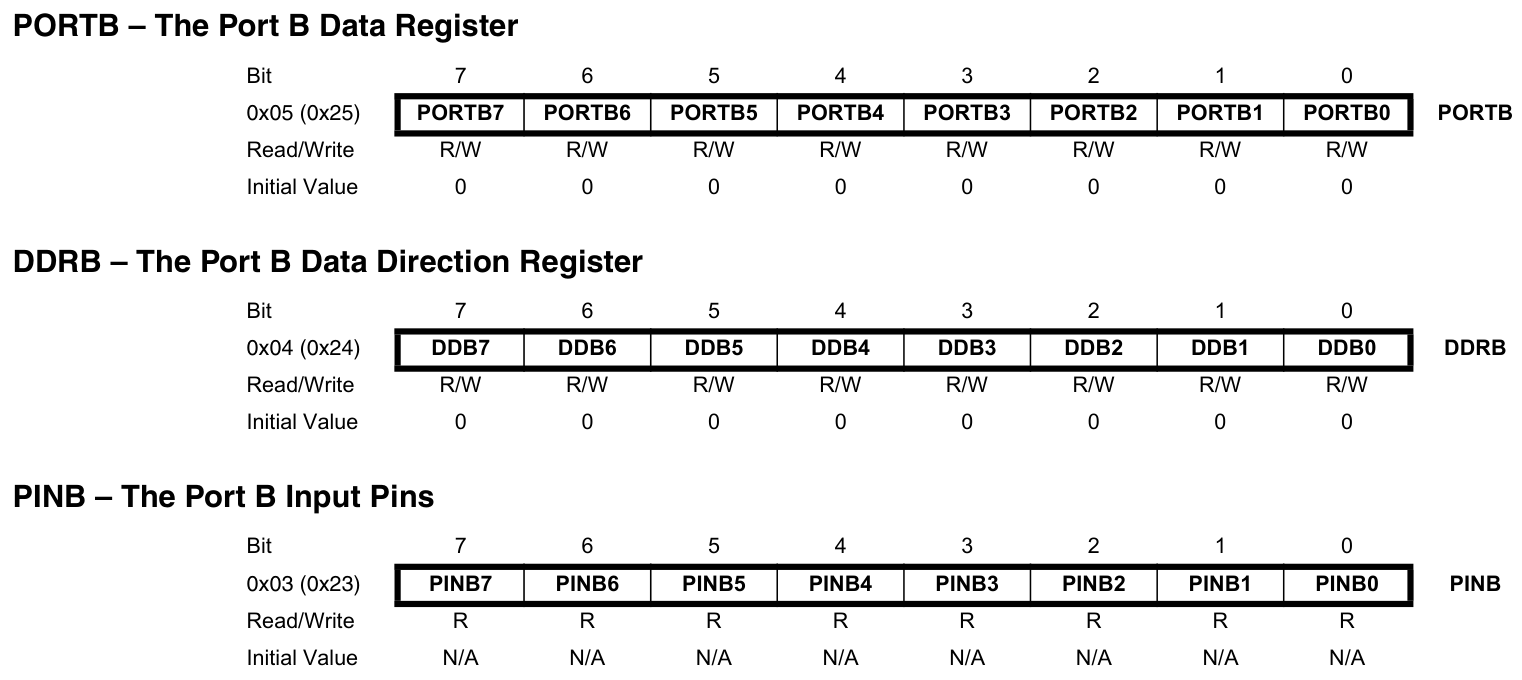 PORTB – The Port B Data Register
Bit 7 6 5 4 3 2 1 0
0x05 (0x25) PORTB7 PORTB6 PORTB5 PORTB4 PORTB3 PORTB2 PORTB1 PORTB0 PORTB
Read/Write R/W R/W R/W R/W R/W R/W R/W R/W
Initial Value 0 0 0 0 0 0 0 0
DDRB – The Port B Data Direction Register
Bit 7 6 5 4 3 2 1 0
0x04 (0x24) DDB7 DDB6 DDB5 DDB4 DDB3 DDB2 DDB1 DDB0 DDRB
Read/Write R/W R/W R/W R/W R/W R/W R/W R/W
Initial Value 0 0 0 0 0 0 0 0
PINB – The Port B Input Pins
Bit 7 6 5 4 3 2 1 0
0x03 (0x23) PINB7 PINB6 PINB5 PINB4 PINB3 PINB2 PINB1 PINB0 PINB
Read/Write R R R R R R R R
Initial Value N/A N/A N/A N/A N/A N/A N/A N/A